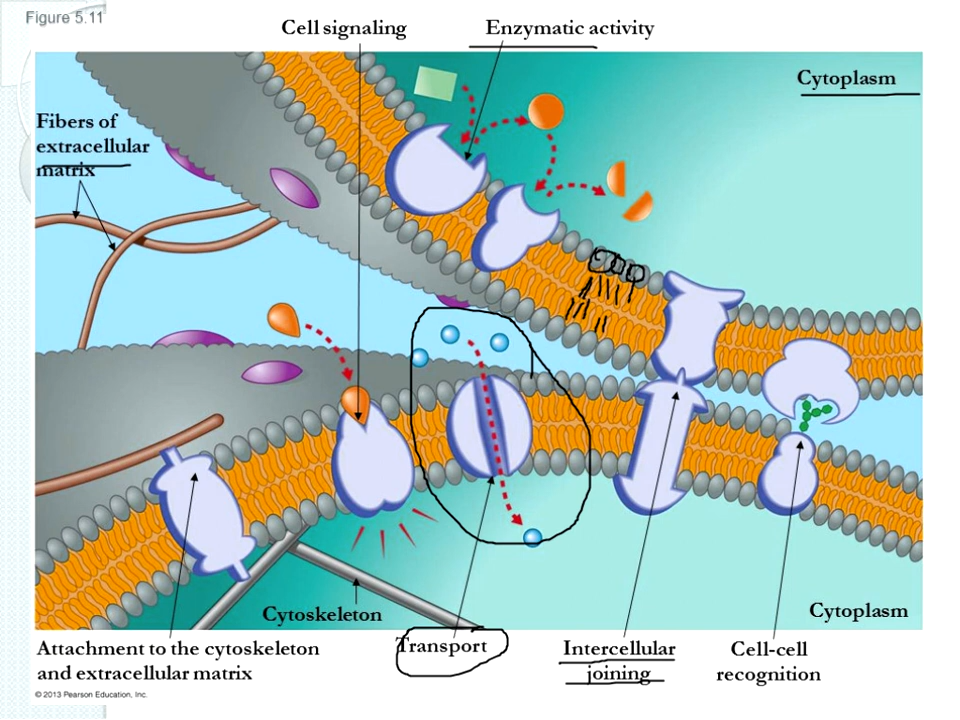 Figure 5.11
Cell signaling
Enzymatic activity
Cytoplasm
Fibers of
extracellular
matrix
Cytoskeleton
Cytoplasm
Attachment to the cytoskeleton
and extracellular matrix
Transport
Intercellular
joining
Cell-cell
recognition
© 2013 Pearson Education, Inc.